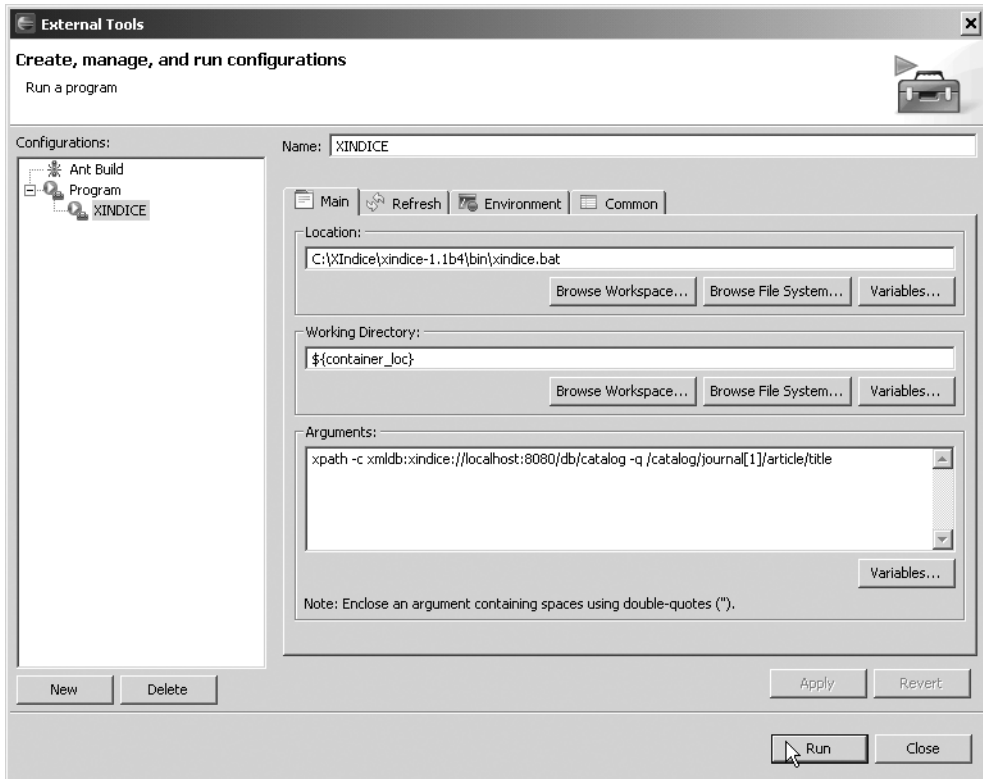 External Tools
Create, manage, and run configurations
Run a program
Configurations:
Ant Build
Program
XINDICE
Name: XINDICE
Main Refresh Environment Common
Location:
C:\XIndice\xindice-1.1b4\bin\xindice.bat
Browse Workspace... Browse File System... Variables...
Working Directory:
${container_loc}
Browse Workspace... Browse File System... Variables...
Arguments:
xpath -c xmldb:xindice://localhost:8080/db/catalog -q /catalog/journal[1]/article/title
Variables...
Note: Enclose an argument containing spaces using double-quotes (").
New Delete
Apply Revert
Run Close